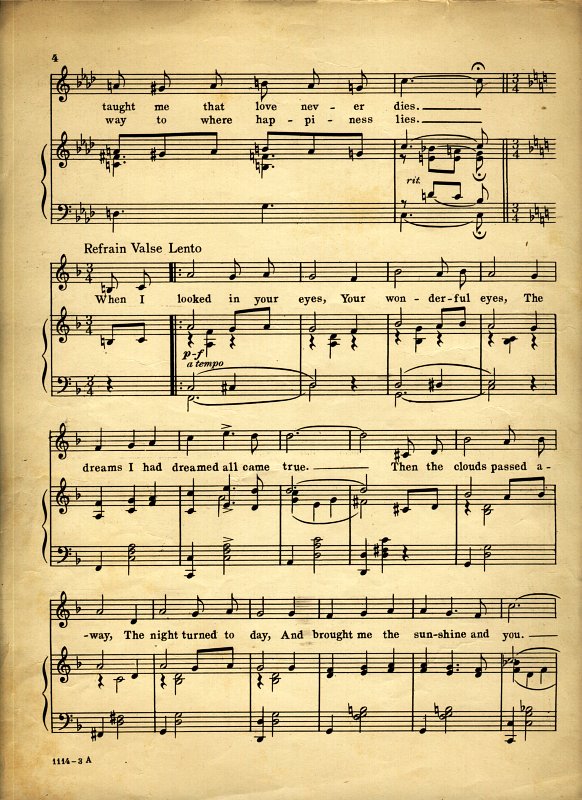 4
taught me that love nev - er dies.
way to where hap - pi - ness lies.
rit.
Refrain Valse Lento
When I looked in your eyes, Your won - der - ful eyes, The
p-f
a tempo
dreams I had dreamed all came true. Then the clouds passed a-
-way, The night turned to day, And brought me the sun-shine and you.
1114-3 A